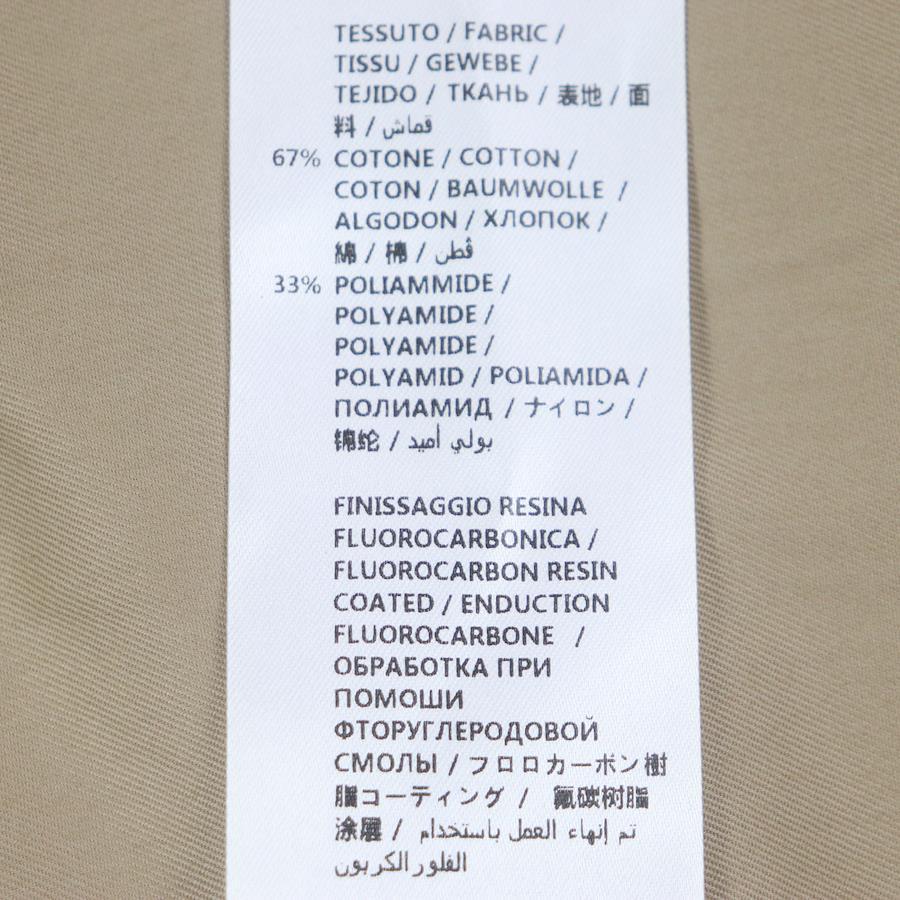 TESSUTO / FABRIC /
TISSU / GEWEBE /
TEJIDO / ТКАНЬ / 表地 / 面
料 / قماش
67% COTONE / COTTON /
COTON / BAUMWOLLE /
ALGODON / ХЛОПОК /
綿 / 棉 / قطن
33% POLIAMMIDE /
POLYAMIDE /
POLYAMIDE /
POLYAMID / POLIAMIDA /
ПОЛИАМИД / ナイロン /
锦纶 / بولي أميد
FINISSAGGIO RESINA
FLUOROCARBONICA /
FLUOROCARBON RESIN
COATED / ENDUCTION
FLUOROCARBONE /
ОБРАБОТКА ПРИ
ПОМОШИ
ФТОРУГЛЕРОДОВОЙ
СМОЛЫ / フロロカーボン樹
脂コーティング / 氟碳树脂
涂层 / تم إنهاء العمل باستخدام
الفلور الكربون